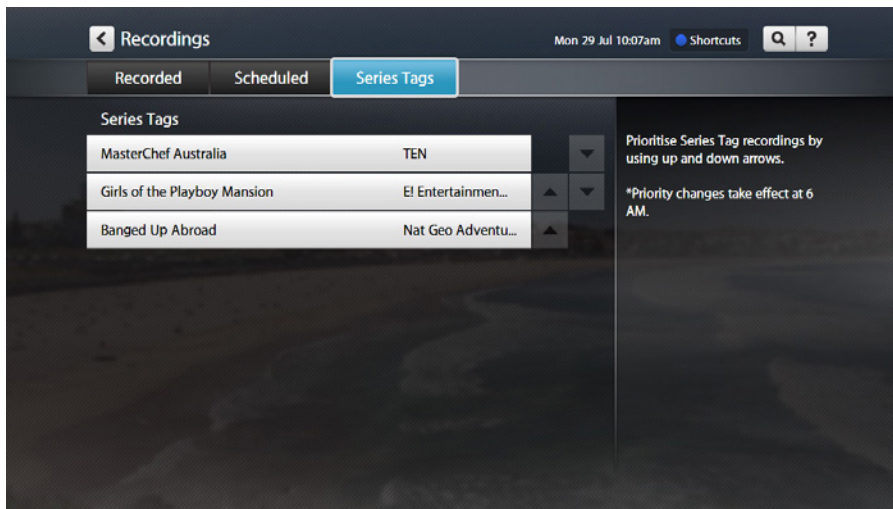 Recordings
Mon 29 Jul 10:07am Shortcuts ?
Recorded Scheduled Series Tags
Series Tags
MasterChef Australia TEN
Girls of the Playboy Mansion E! Entertainmen...
Banged Up Abroad Nat Geo Adventu...
Prioritise Series Tag recordings by
using up and down arrows.
*Priority changes take effect at 6
AM.